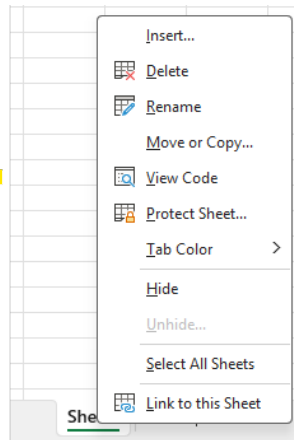 Insert...
Delete
Rename
Move or Copy...
View Code
Protect Sheet...
Tab Color
Hide
Unhide...
Select All Sheets
Link to this Sheet